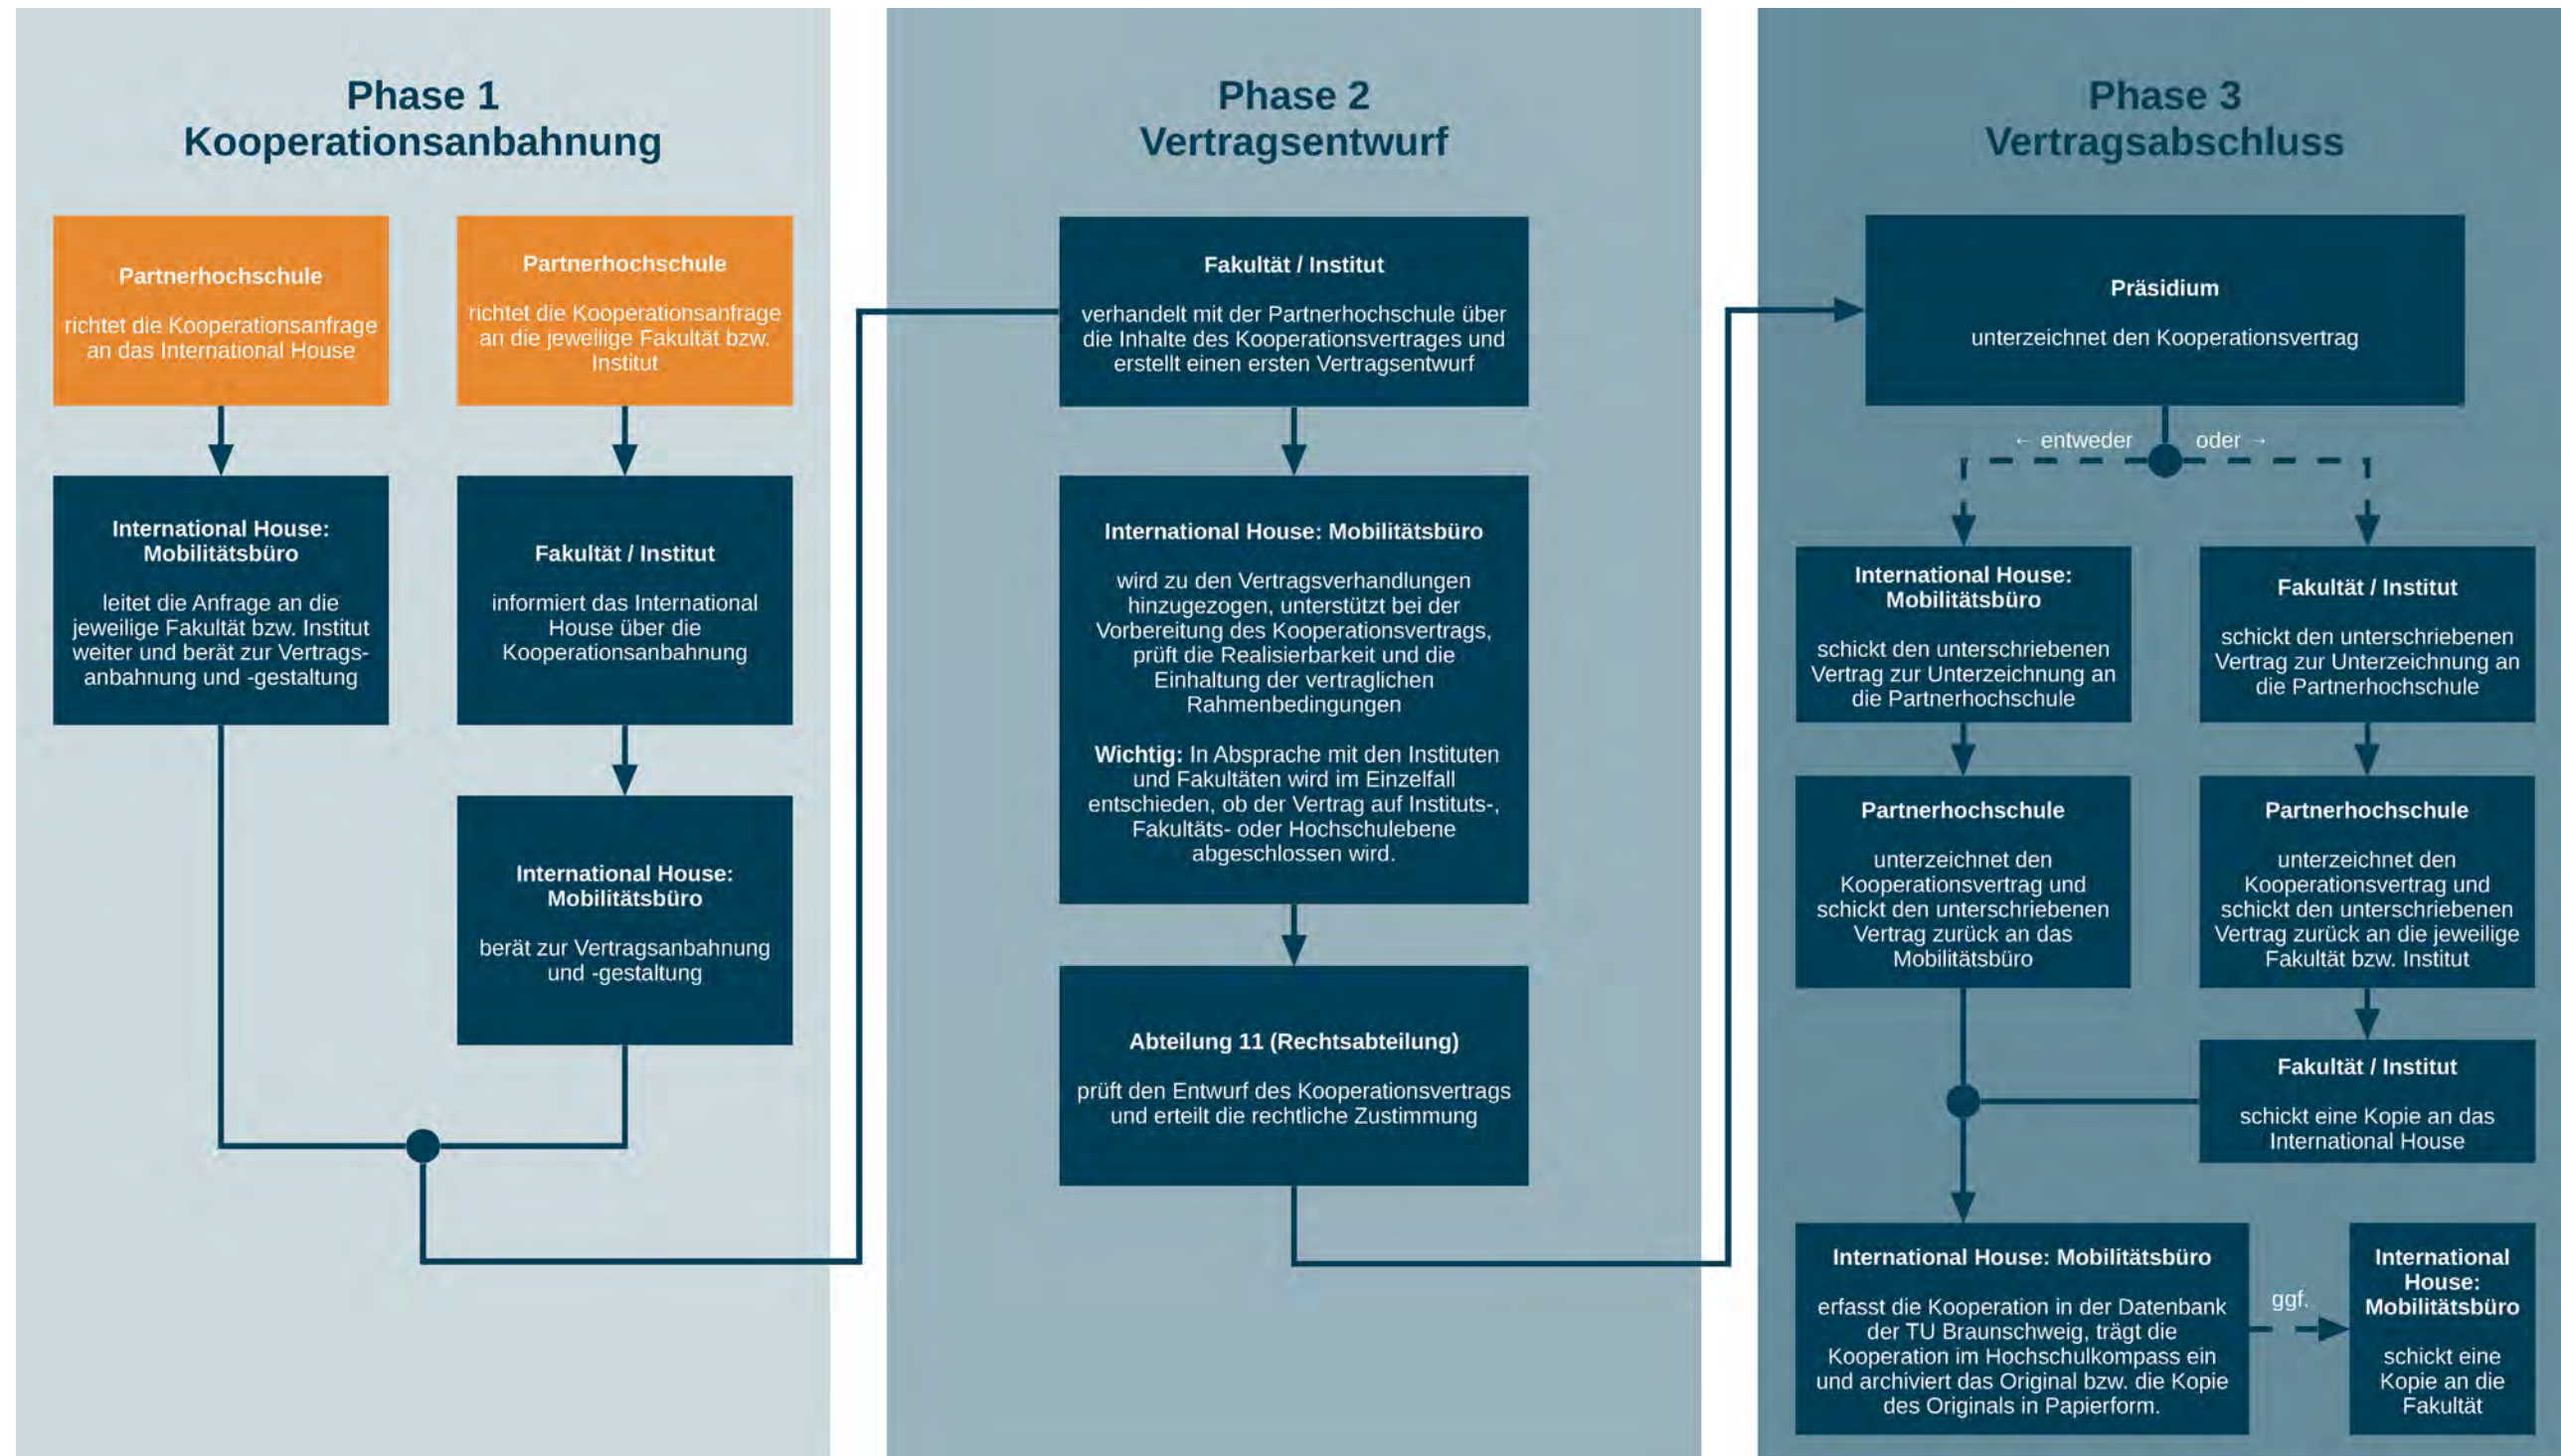 Phase 1
Kooperationsanbahnung
Partnerhochschule
richtet die Kooperationsanfrage
an das International House
Partnerhochschule
richtet die Kooperationsanfrage
an die jeweilige Fakultät bzw.
Institut
International House:
Mobilitätsbüro
leitet die Anfrage an die
jeweilige Fakultät bzw. Institut
weiter und berät zur Vertrags-
anbahnung und -gestaltung
Fakultät / Institut
informiert das International
House über die
Kooperationsanbahnung
International House:
Mobilitätsbüro
berät zur Vertragsanbahnung
und -gestaltung
Phase 2
Vertragsentwurf
Fakultät / Institut
verhandelt mit der Partnerhochschule über
die Inhalte des Kooperationsvertrages und
erstellt einen ersten Vertragsentwurf
International House: Mobilitätsbüro
wird zu den Vertragsverhandlungen
hinzugezogen, unterstützt bei der
Vorbereitung des Kooperationsvertrags,
prüft die Realisierbarkeit und die
Einhaltung der vertraglichen
Rahmenbedingungen
Wichtig: In Absprache mit den Instituten
und Fakultäten wird im Einzelfall
entschieden, ob der Vertrag auf Instituts-,
Fakultäts- oder Hochschulebene
abgeschlossen wird.
Abteilung 11 (Rechtsabteilung)
prüft den Entwurf des Kooperationsvertrags
und erteilt die rechtliche Zustimmung
Phase 3
Vertragsabschluss
Präsidium
unterzeichnet den Kooperationsvertrag
← entweder
oder →
International House:
Mobilitätsbüro
schickt den unterschriebenen
Vertrag zur Unterzeichnung an
die Partnerhochschule
Fakultät / Institut
schickt den unterschriebenen
Vertrag zur Unterzeichnung an
die Partnerhochschule
Partnerhochschule
unterzeichnet den
Kooperationsvertrag und
schickt den unterschriebenen
Vertrag zurück an das
Mobilitätsbüro
Partnerhochschule
unterzeichnet den
Kooperationsvertrag und
schickt den unterschriebenen
Vertrag zurück an die jeweilige
Fakultät bzw. Institut
Fakultät / Institut
schickt eine Kopie an das
International House
International House: Mobilitätsbüro
erfasst die Kooperation in der Datenbank
der TU Braunschweig, trägt die
Kooperation im Hochschulkompass ein
und archiviert das Original bzw. die Kopie
des Originals in Papierform.
ggf.
International
House:
Mobilitätsbüro
schickt eine
Kopie an die
Fakultät